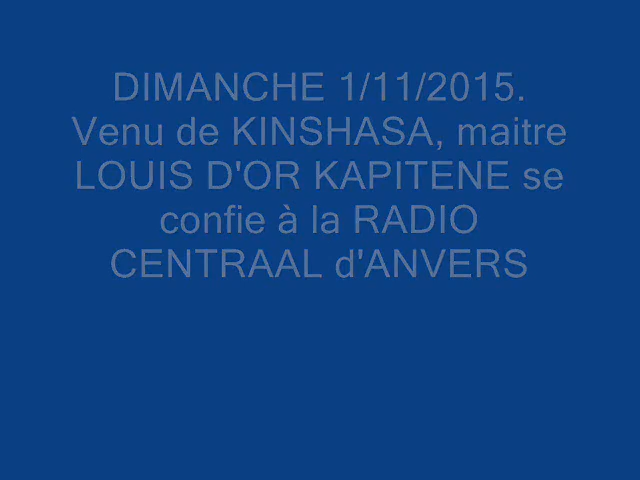 DIMANCHE 1/11/2015.
Venu de KINSHASA, maitre
LOUIS D'OR KAPITENE se
confie à la RADIO
CENTRAAL d'ANVERS